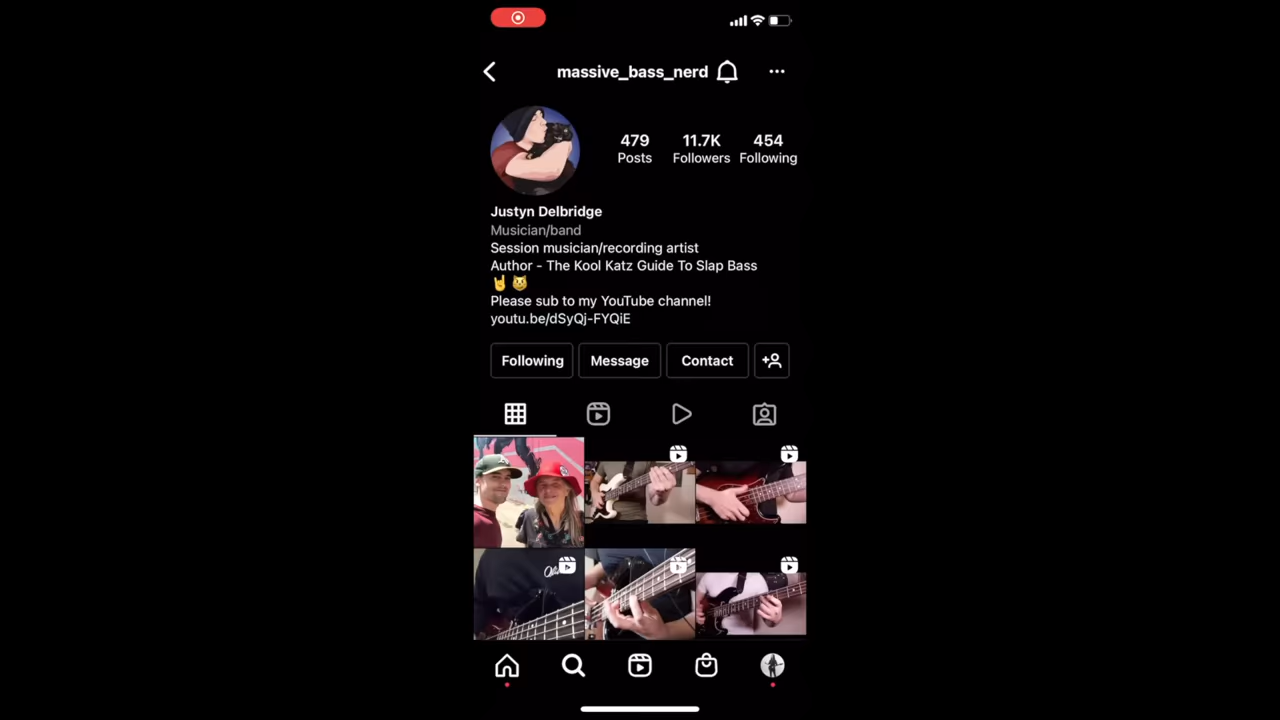 massive_bass_nerd
479
11.7K
454
Posts
Followers
Following
Justyn Delbridge
Musician/band
Session musician/recording artist
Author - The Kool Katz Guide To Slap Bass
🤘😼
Please sub to my YouTube channel!
youtu.be/dSyQj-FYQiE
Following
Message
Contact